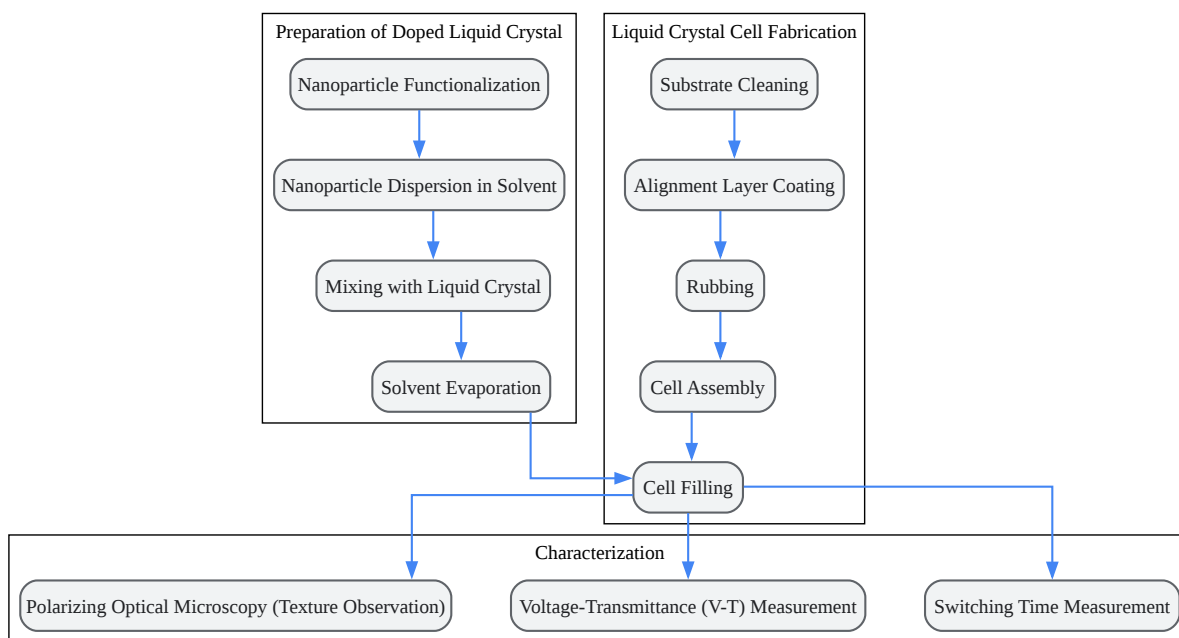 Preparation of Doped Liquid Crystal
Nanoparticle Functionalization
Nanoparticle Dispersion in Solvent
Mixing with Liquid Crystal
Solvent Evaporation
Liquid Crystal Cell Fabrication
Substrate Cleaning
Alignment Layer Coating
Rubbing
Cell Assembly
Cell Filling
Characterization
Polarizing Optical Microscopy (Texture Observation)
Voltage-Transmittance (V-T) Measurement
Switching Time Measurement